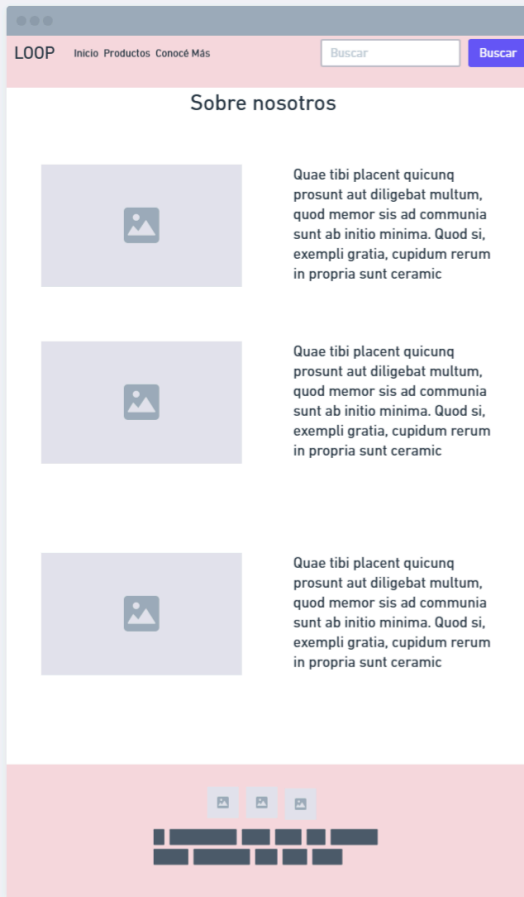 LOOP Inicio Productos Conocé Más Buscar Buscar
Sobre nosotros
Quae tibi placent quicunq
prosunt aut diligebat multum,
quod memor sis ad communia
sunt ab initio minima. Quod si,
exempli gratia, cupidum rerum
in propria sunt ceramic
Quae tibi placent quicunq
prosunt aut diligebat multum,
quod memor sis ad communia
sunt ab initio minima. Quod si,
exempli gratia, cupidum rerum
in propria sunt ceramic
Quae tibi placent quicunq
prosunt aut diligebat multum,
quod memor sis ad communia
sunt ab initio minima. Quod si,
exempli gratia, cupidum rerum
in propria sunt ceramic